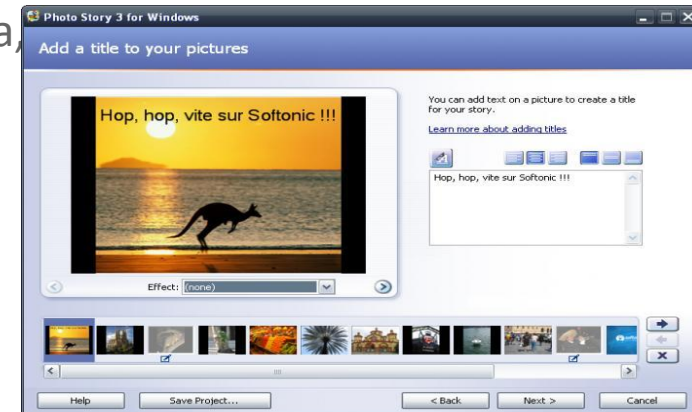 a,
Photo Story 3 for Windows
Add a title to your pictures
Hop, hop, vite sur Softonic !!!
You can add text on a picture to create a title
for your story.
Learn more about adding titles
Hop, hop, vite sur Softonic !!!
Effect: (none)
Help
Save Project...
< Back
Next >
Cancel